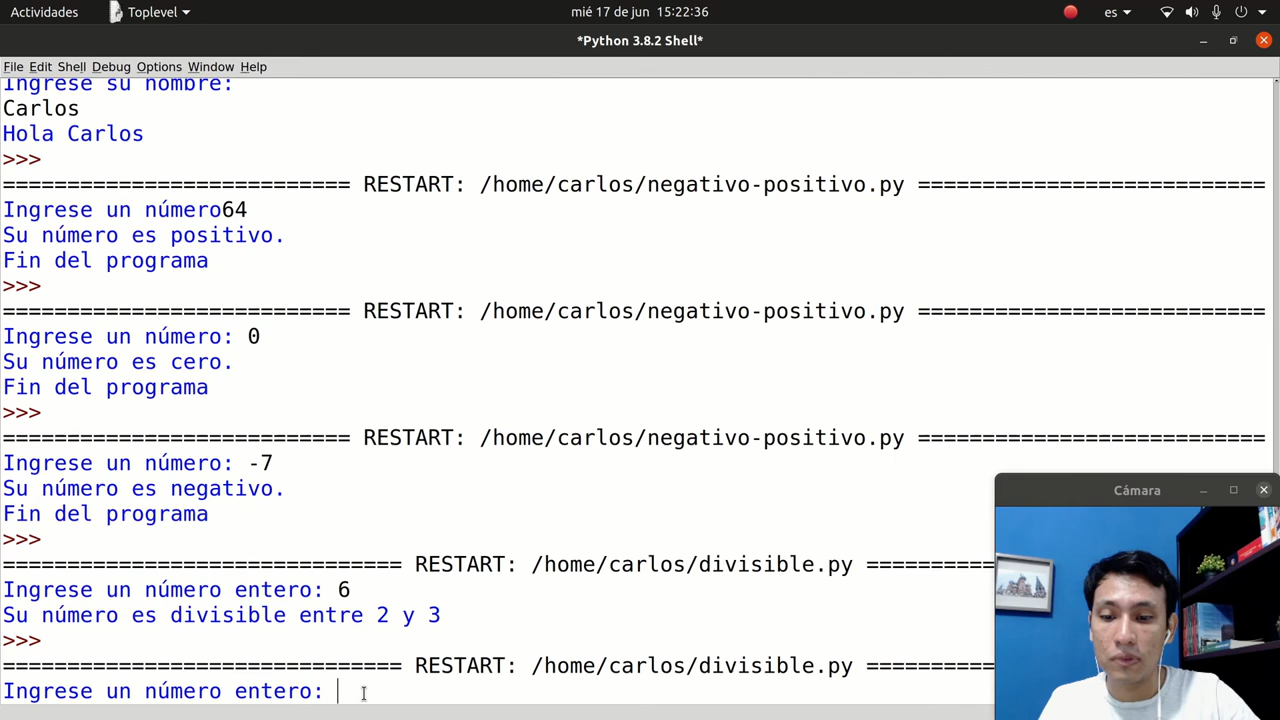 Actividades Toplevel mié 17 de jun 15:22:36 es
*Python 3.8.2 Shell*
File Edit Shell Debug Options Window Help
Ingrese su nombre:
Carlos
Hola Carlos
>>>
=========================== RESTART: /home/carlos/negativo-positivo.py ===========================
Ingrese un número64
Su número es positivo.
Fin del programa
>>>
=========================== RESTART: /home/carlos/negativo-positivo.py ===========================
Ingrese un número: 0
Su número es cero.
Fin del programa
>>>
=========================== RESTART: /home/carlos/negativo-positivo.py ===========================
Ingrese un número: -7
Su número es negativo.
Fin del programa
>>>
=============================== RESTART: /home/carlos/divisible.py ==========
Ingrese un número entero: 6
Su número es divisible entre 2 y 3
>>>
=============================== RESTART: /home/carlos/divisible.py ==========
Ingrese un número entero:
Cámara